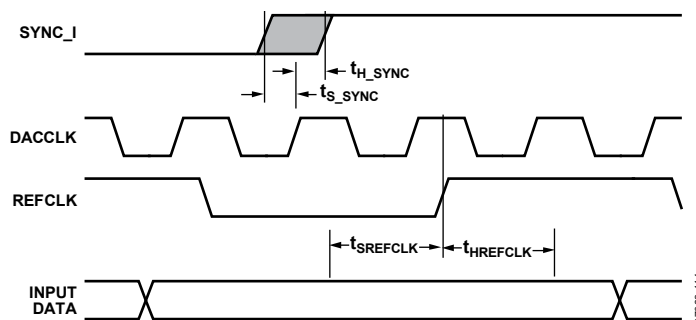 SYNC_I
tH_SYNC
tS_SYNC
DACCLK
REFCLK
tSREFCLK
tHREFCLK
INPUT
DATA